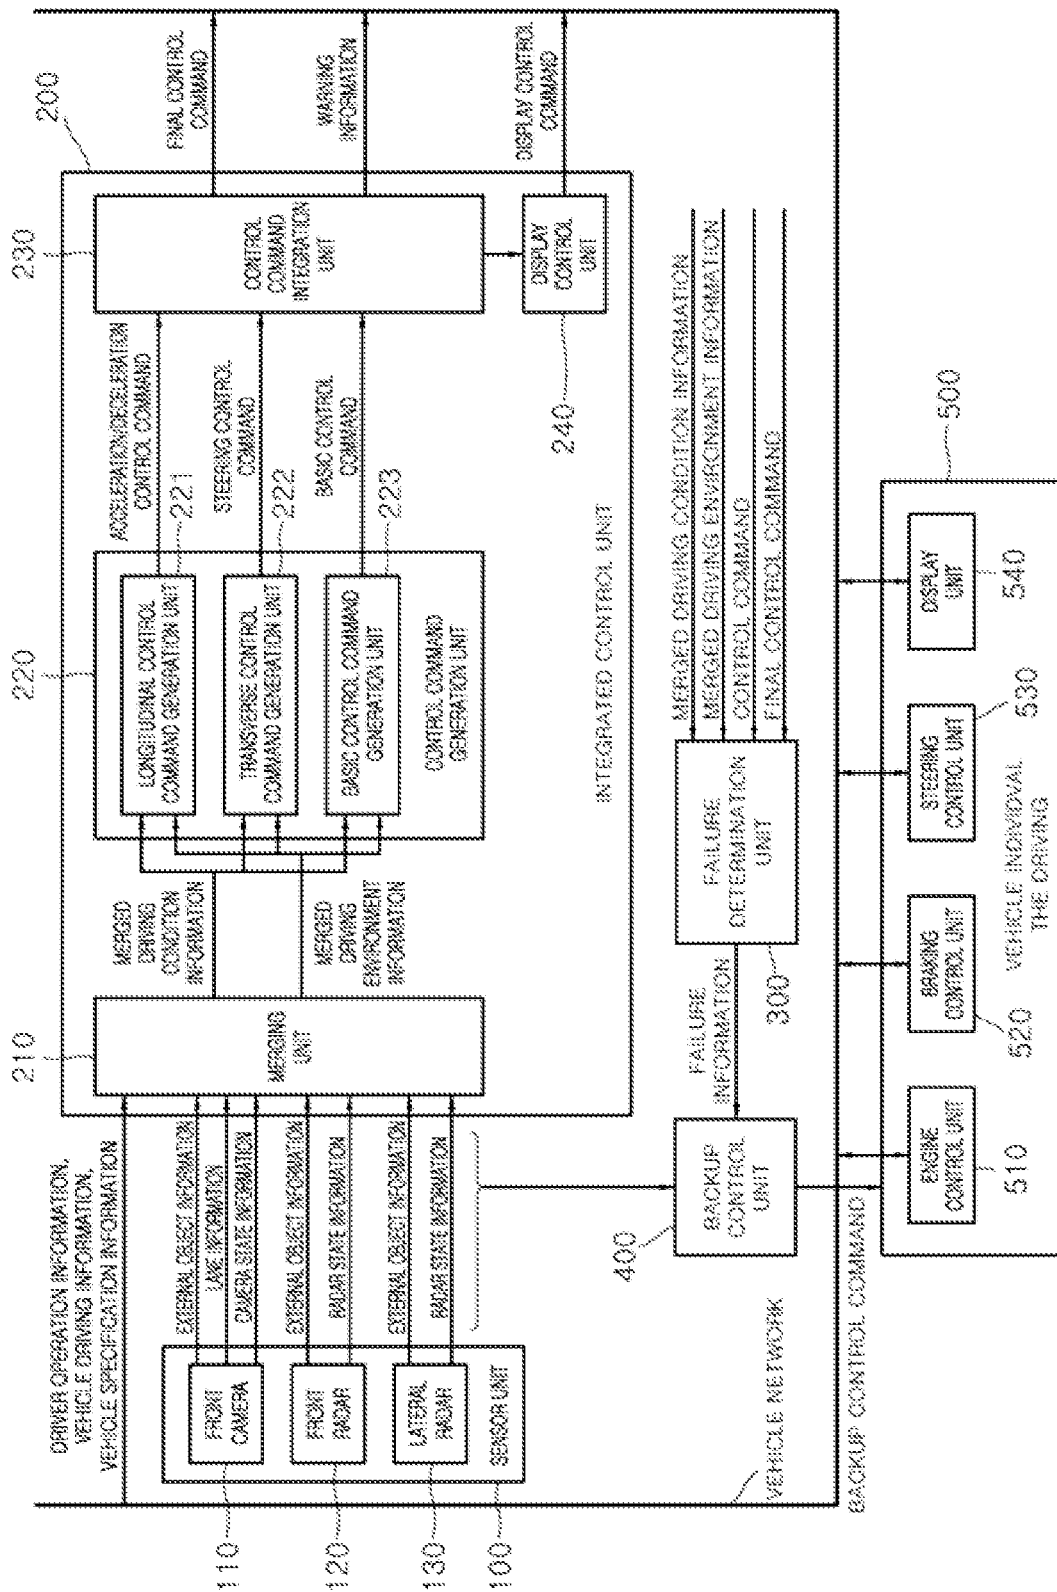 DRIVER OPERATION INFORMATION,
VEHICLE DRIVING INFORMATION,
VEHICLE SPECIFICATION INFORMATION
110
FRONT
CAMERA
120
FRONT
RADAR
130
LATERAL
RADAR
100
SENSOR UNIT
EXTERNAL OBJECT INFORMATION
LANE INFORMATION
CAMERA STATE INFORMATION
EXTERNAL OBJECT INFORMATION
RADAR STATE INFORMATION
EXTERNAL OBJECT INFORMATION
RADAR STATE INFORMATION
210
MERGING
UNIT
MERGED
DRIVING
CONDITION
INFORMATION
MERGED
DRIVING
ENVIRONMENT
INFORMATION
220
LONGITUDINAL CONTROL
COMMAND GENERATION UNIT
221
TRANSVERSE CONTROL
COMMAND GENERATION UNIT
222
BASIC CONTROL COMMAND
GENERATION UNIT
223
CONTROL COMMAND
GENERATION UNIT
ACCELERATION/DECELERATION
CONTROL COMMAND
STEERING CONTROL
COMMAND
BASIC CONTROL
COMMAND
230
CONTROL
COMMAND
INTEGRATION
UNIT
200
FINAL CONTROL
COMMAND
WARNING
INFORMATION
DISPLAY CONTROL
COMMAND
DISPLAY
CONTROL
UNIT
240
INTEGRATED CONTROL UNIT
400
BACKUP
CONTROL
UNIT
FAILURE
INFORMATION
300
FAILURE
DETERMINATION
UNIT
MERGED DRIVING CONDITION INFORMATION
MERGED DRIVING ENVIRONMENT INFORMATION
CONTROL COMMAND
FINAL CONTROL COMMAND
VEHICLE NETWORK
BACKUP CONTROL COMMAND
500
ENGINE
CONTROL UNIT
510
BRAKING
CONTROL UNIT
520
STEERING
CONTROL UNIT
530
DISPLAY
UNIT
540
VEHICLE INDIVIDVAL
THE DRIVING